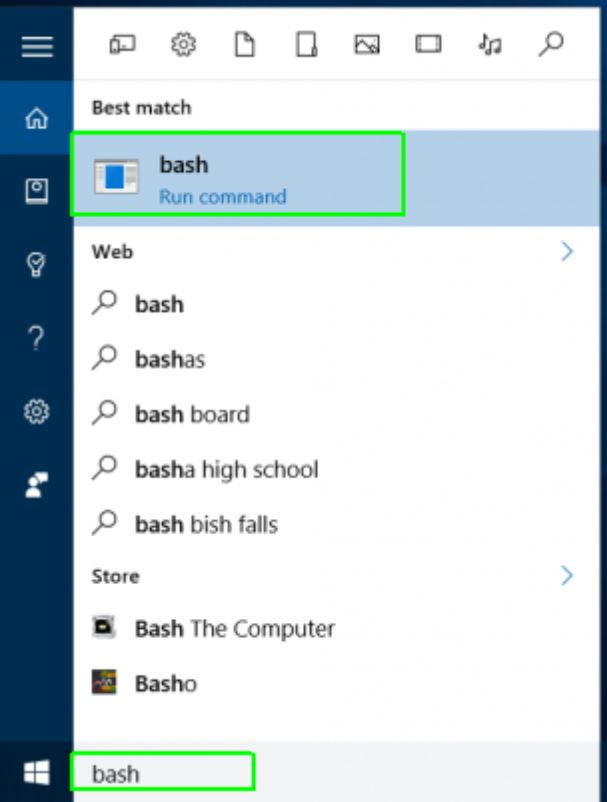 Best match
bash
Run command
Web
bash
bashas
bash board
basha high school
bash bish falls
Store
Bash The Computer
Basho
bash